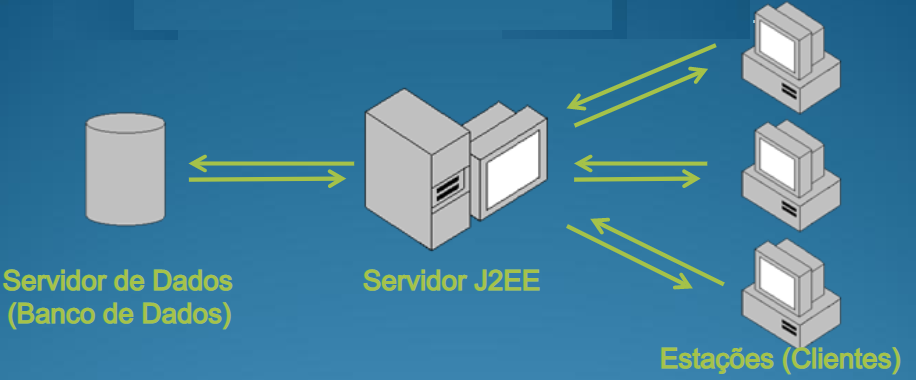 Servidor de Dados
(Banco de Dados)
Servidor J2EE
Estações (Clientes)